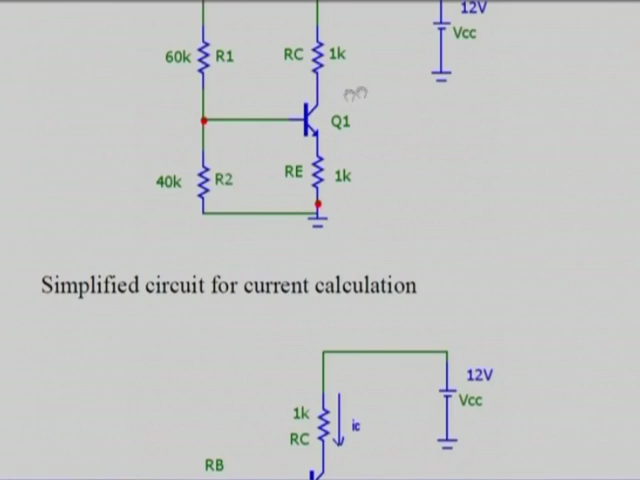 12V
Vcc
60k R1 RC 1k
Q1
40k R2 RE 1k
Simplified circuit for current calculation
12V
Vcc
1k
RC
ic
RB